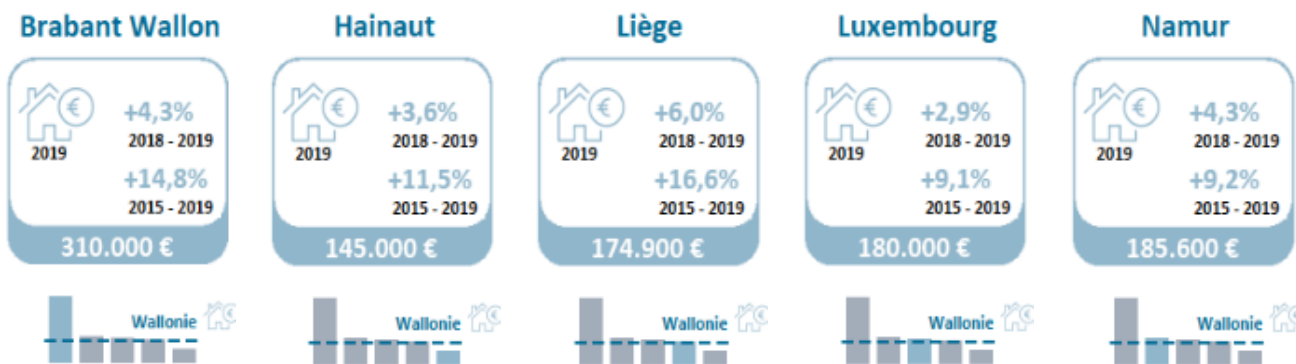 Brabant Wallon
€
+4,3%
2018 - 2019
2019
+14,8%
2015 - 2019
310.000 €
Wallonie
€
Hainaut
€
+3,6%
2018 - 2019
2019
+11,5%
2015 - 2019
145.000 €
Wallonie
€
Liège
€
+6,0%
2018 - 2019
2019
+16,6%
2015 - 2019
174.900 €
Wallonie
€
Luxembourg
€
+2,9%
2018 - 2019
2019
+9,1%
2015 - 2019
180.000 €
Wallonie
€
Namur
€
+4,3%
2018 - 2019
2019
+9,2%
2015 - 2019
185.600 €
Wallonie
€